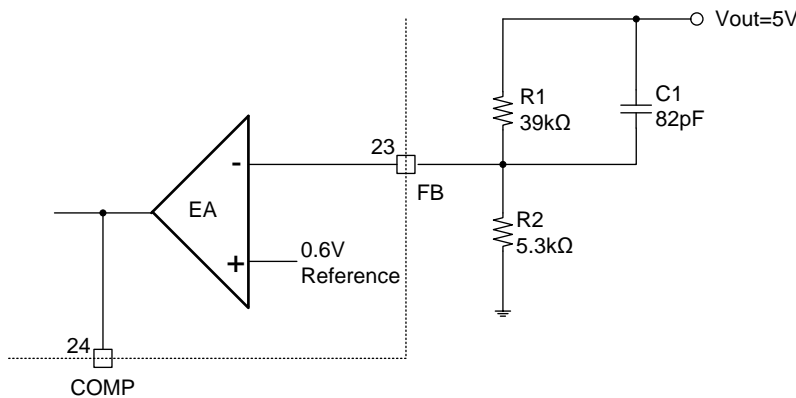 Vout=5V
R1
39kΩ
C1
82pF
23
FB
-
EA
+
0.6V
Reference
R2
5.3kΩ
24
COMP